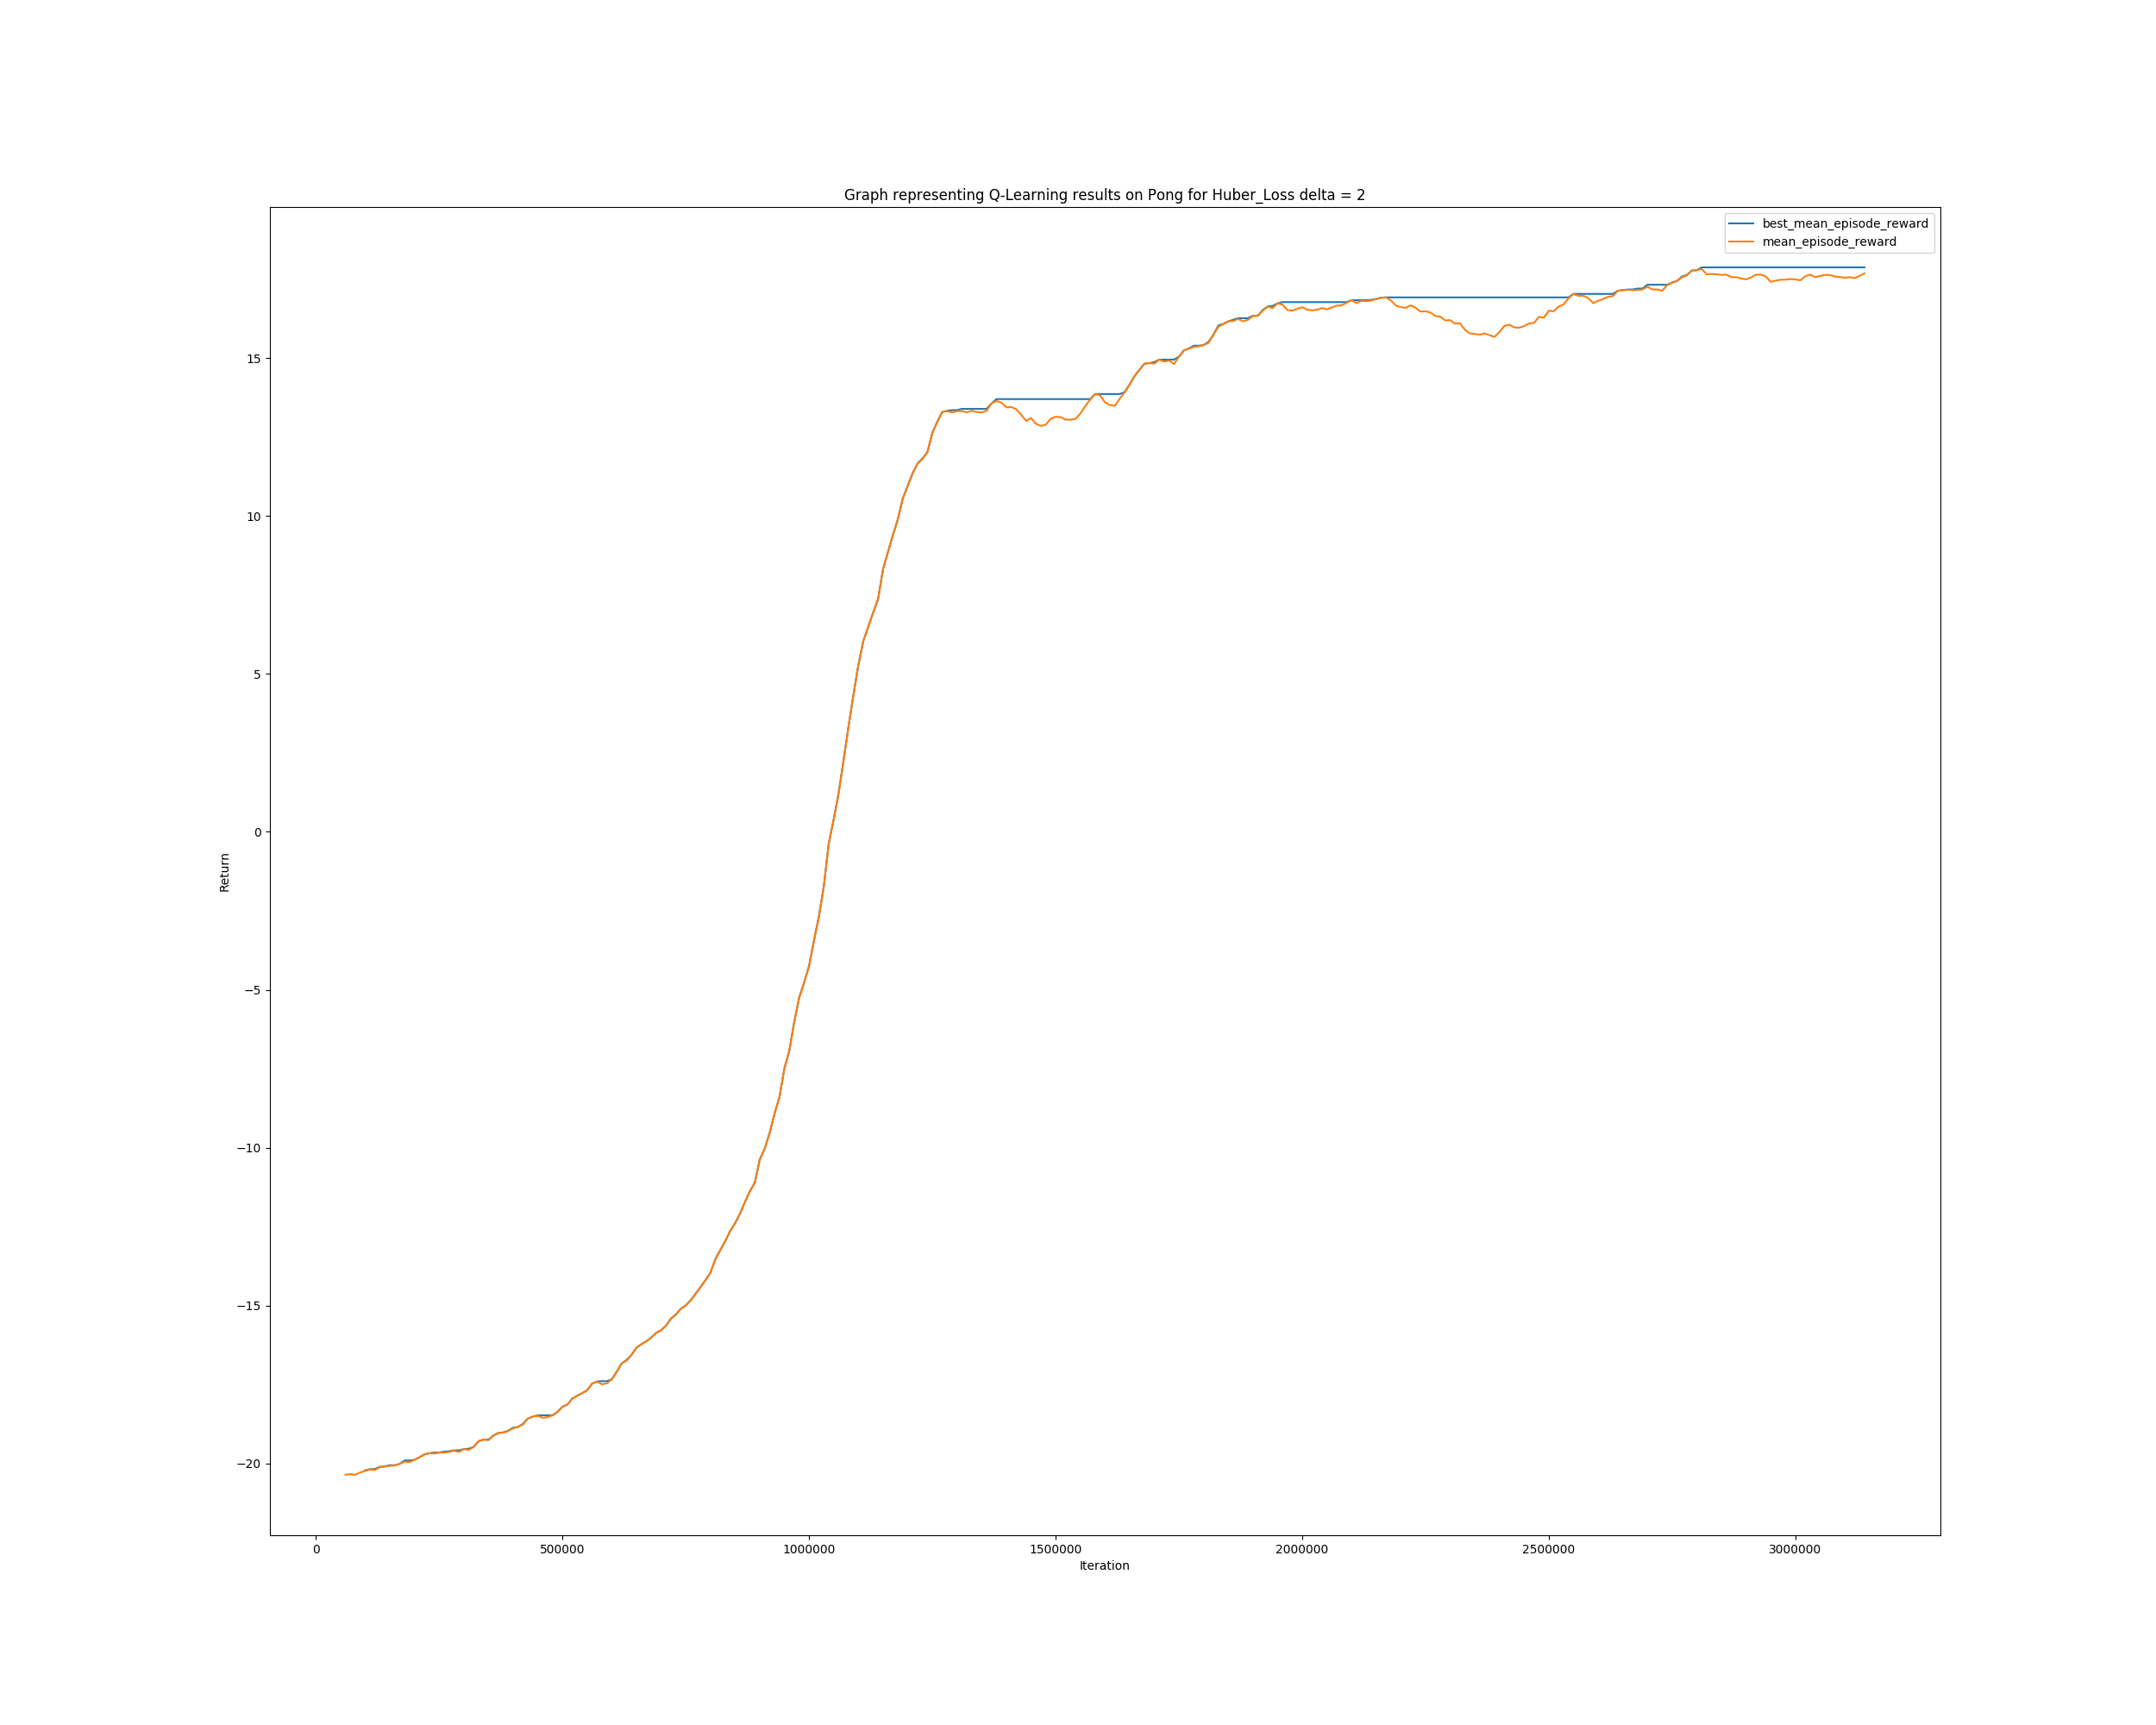 Graph representing Q-Learning results on Pong for Huber_Loss delta = 2
best_mean_episode_reward
mean_episode_reward
15
10
5
0
−5
−10
−15
−20
Return
0 500000 1000000 1500000 2000000 2500000 3000000
Iteration